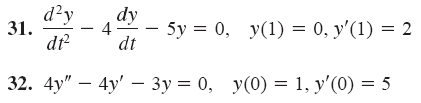 31. d²y/dt² − 4 dy/dt − 5y = 0, y(1) = 0, y′(1) = 2
32. 4y″ − 4y′ − 3y = 0, y(0) = 1, y′(0) = 5